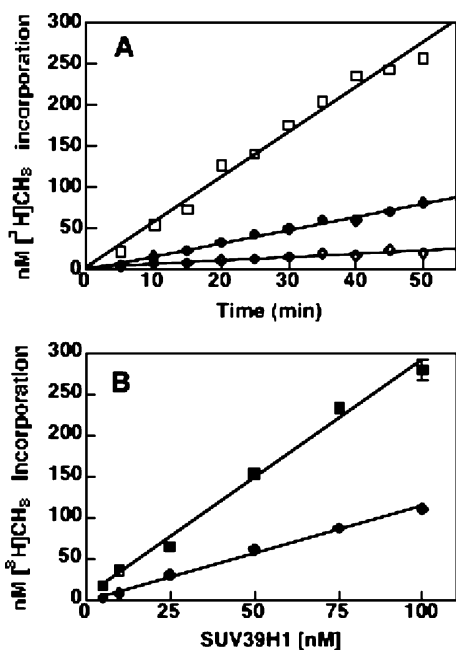 A
300
250
200
150
100
50
0
nM [³H]CH₃ incorporation
0 10 20 30 40 50
Time (min)
B
300
250
200
150
100
50
0
nM [³H]CH₃ Incorporation
0 25 50 75 100
SUV39H1 [nM]